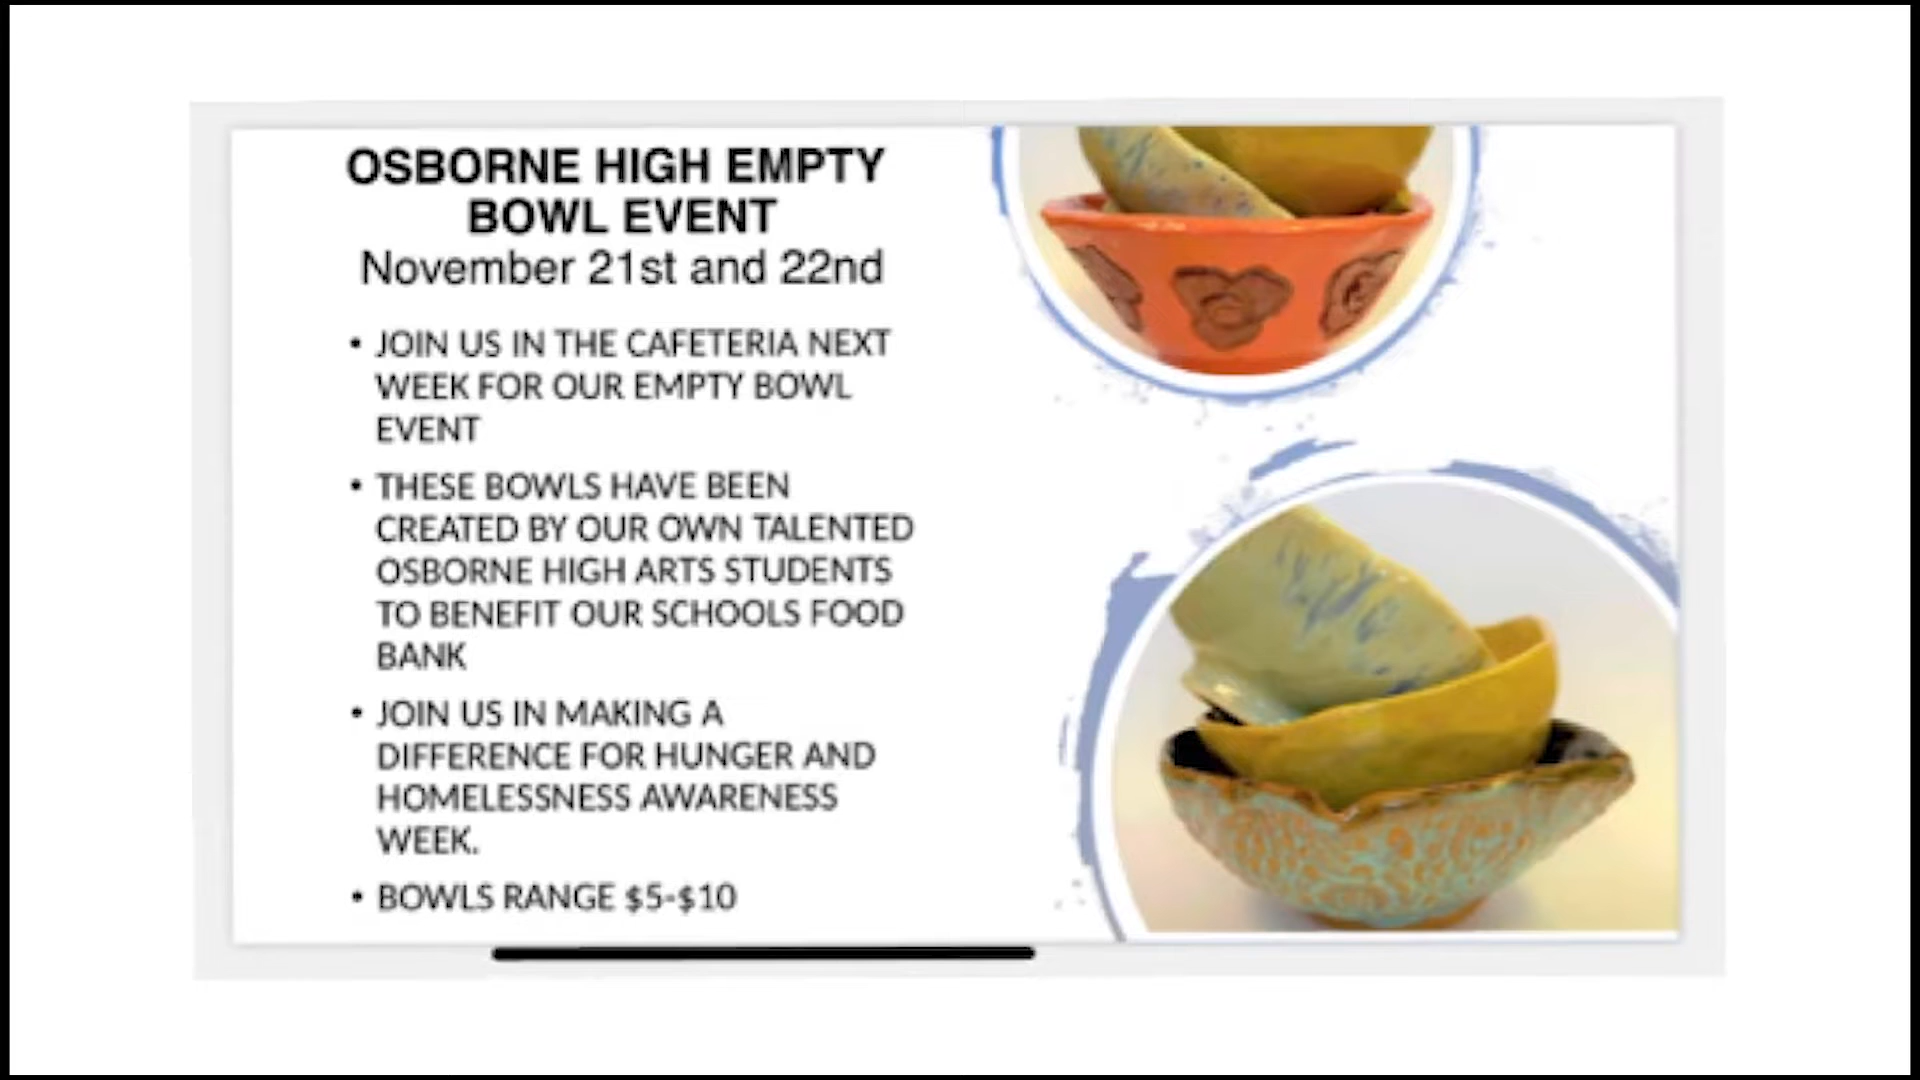 OSBORNE HIGH EMPTY
BOWL EVENT
November 21st and 22nd
• JOIN US IN THE CAFETERIA NEXT
WEEK FOR OUR EMPTY BOWL
EVENT
• THESE BOWLS HAVE BEEN
CREATED BY OUR OWN TALENTED
OSBORNE HIGH ARTS STUDENTS
TO BENEFIT OUR SCHOOLS FOOD
BANK
• JOIN US IN MAKING A
DIFFERENCE FOR HUNGER AND
HOMELESSNESS AWARENESS
WEEK.
• BOWLS RANGE $5-$10